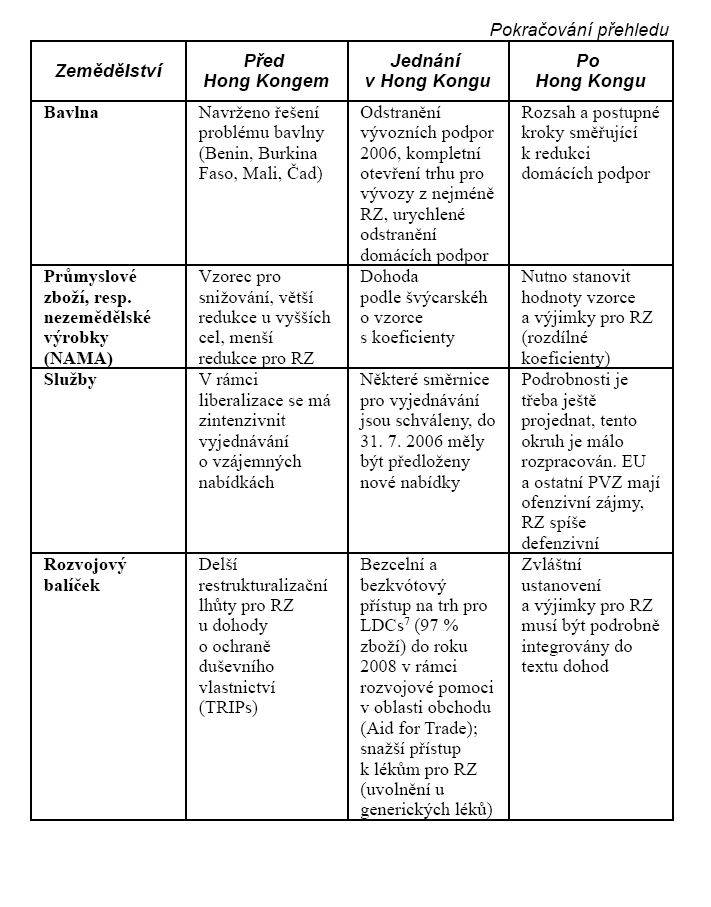 Pokračování přehledu
Zemědělství
Před
Hong Kongem
Jednání
v Hong Kongu
Po
Hong Kongu
Bavlna
Navrženo řešení
problému bavlny
(Benin, Burkina
Faso, Mali, Čad)
Odstranění
vývozních podpor
2006, kompletní
otevření trhu pro
vývozy z nejméně
RZ, urychlené
odstranění
domácích podpor
Rozsah a postupné
kroky směřující
k redukci
domácích podpor
Průmyslové
zboží, resp.
nezemědělské
výrobky
(NAMA)
Vzorec pro
snižování, větší
redukce u vyšších
cel, menší
redukce pro RZ
Dohoda
podle švýcarskéh
o vzorce
s koeficienty
Nutno stanovit
hodnoty vzorce
a výjimky pro RZ
(rozdílné
koeficienty)
Služby
V rámci
liberalizace se má
zintenzivnit
vyjednávání
o vzájemných
nabídkách
Některé směrnice
pro vyjednávání
jsou schváleny, do
31. 7. 2006 měly
být předloženy
nové nabídky
Podrobnosti je
třeba ještě
projednat, tento
okruh je málo
rozpracován. EU
a ostatní PVZ mají
ofenzivní zájmy,
RZ spíše
defenzivní
Rozvojový
balíček
Delší
restrukturalizační
lhůty pro RZ
u dohody
o ochraně
duševního
vlastnictví
(TRIPs)
Bezcelní a
bezkvótový
přístup na trh pro
LDCs⁷ (97 %
zboží) do roku
2008 v rámci
rozvojové pomoci
v oblasti obchodu
(Aid for Trade);
snažší přístup
k lékům pro RZ
(uvolnění u
generických léků)
Zvláštní
ustanovení
a výjimky pro RZ
musí být podrobně
integrovány do
textu dohod